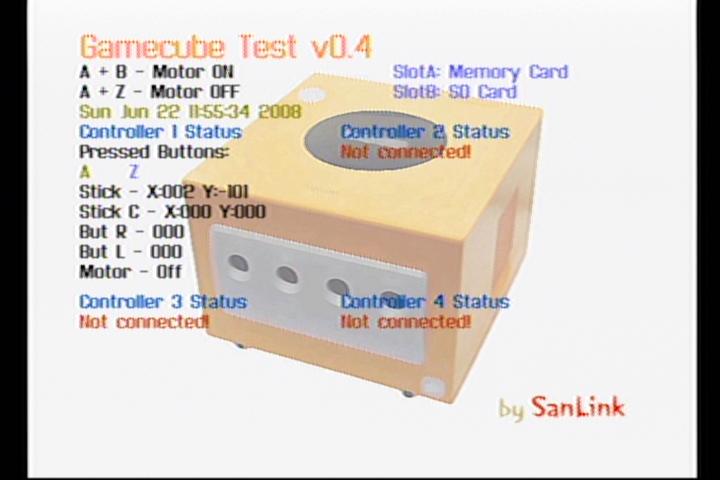 Gamecube Test v0.4
A + B - Motor ON
SlotA: Memory Card
A + Z - Motor OFF
SlotB: SD Card
Sun Jun 22 11:55:34 2008
Controller 1 Status
Controller 2 Status
Pressed Buttons:
Not connected!
A Z
Stick - X:002 Y:-101
Stick C - X:000 Y:000
But R - 000
But L - 000
Motor - Off
Controller 3 Status
Controller 4 Status
Not connected!
Not connected!
by SanLink